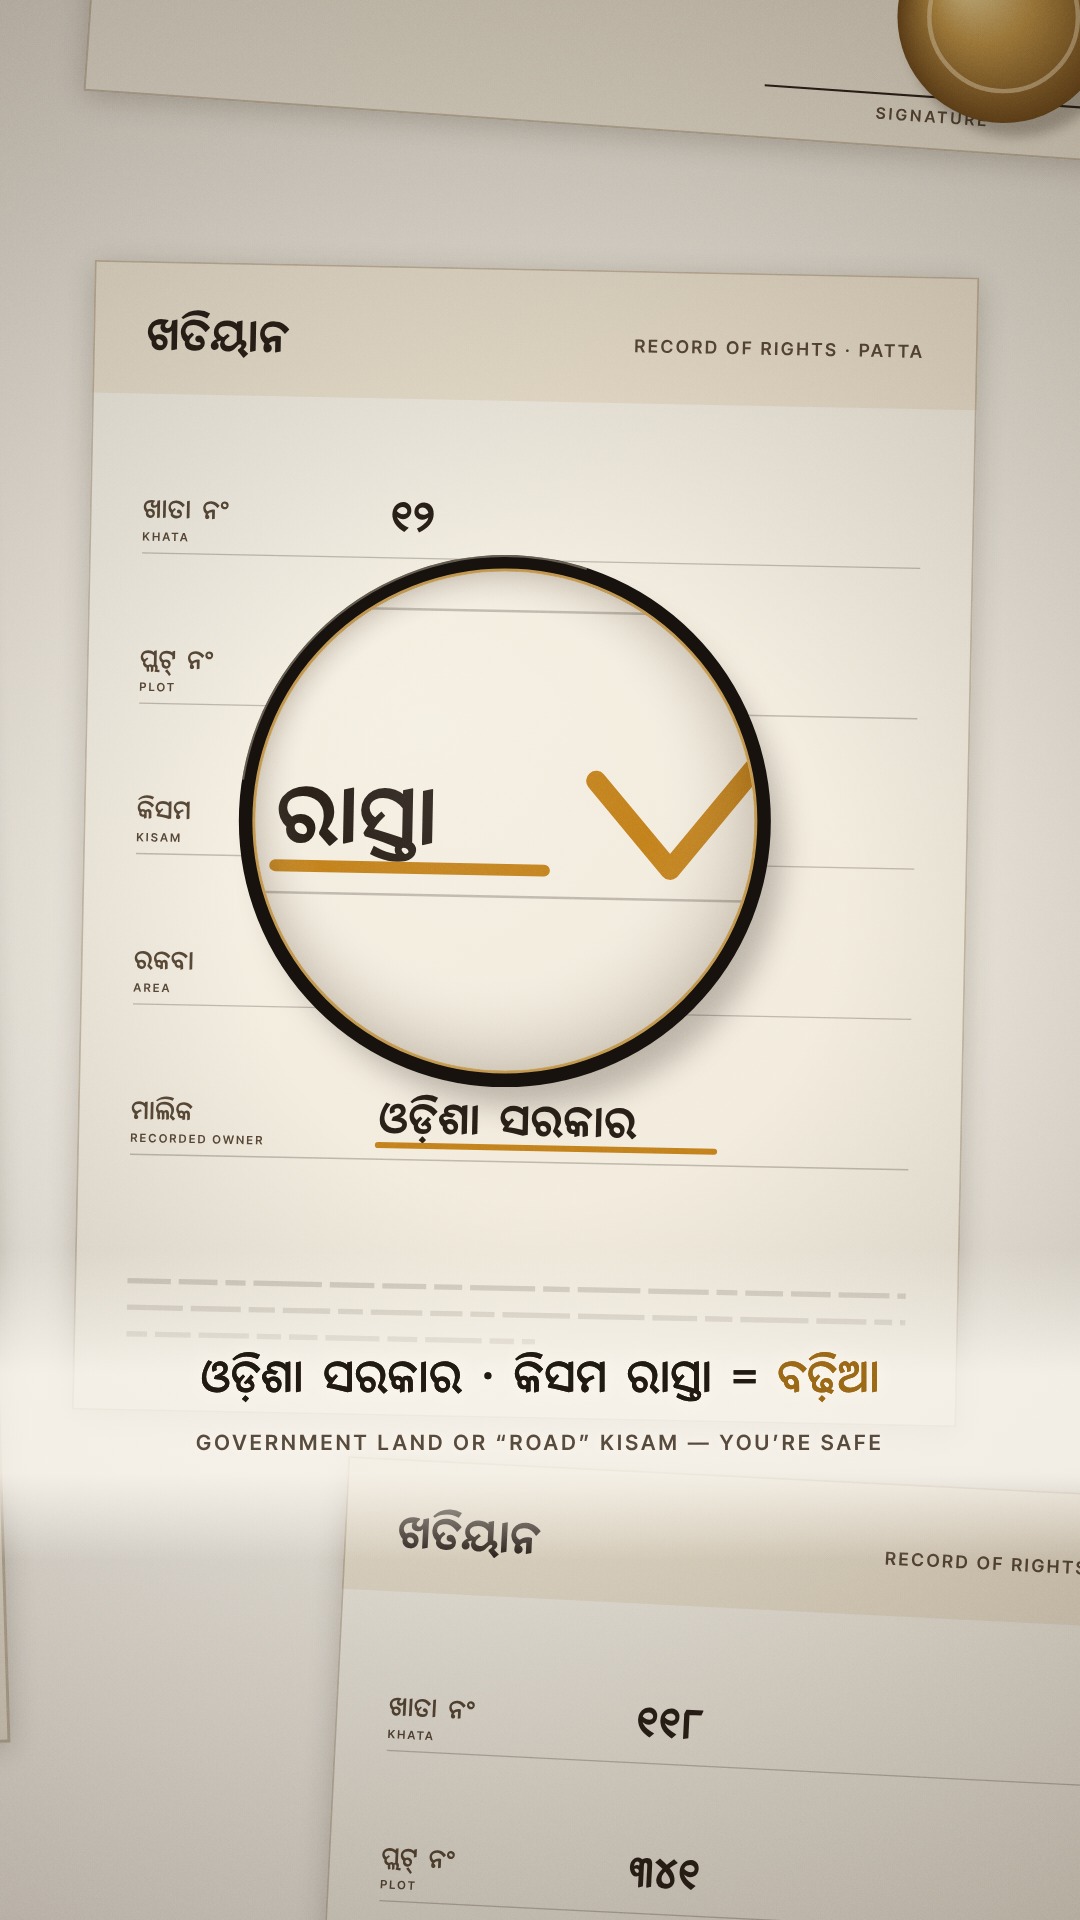 SIGNATURE
ଖତିୟାନ
RECORD OF RIGHTS · PATTA
ଖାତା ନଂ
KHATA
୧୨
ପ୍ଲଟ୍ ନଂ
PLOT
କିସମ
KISAM
ରାସ୍ତା
ରକବା
AREA
ମାଲିକ
RECORDED OWNER
ଓଡ଼ିଶା ସରକାର
ଓଡ଼ିଶା ସରକାର · କିସମ ରାସ୍ତା = ବଢ଼ିଆ
GOVERNMENT LAND OR “ROAD” KISAM — YOU’RE SAFE
ଖତିୟାନ
RECORD OF RIGHTS
ଖାତା ନଂ
KHATA
୧୧୮
ପ୍ଲଟ୍ ନଂ
PLOT
୩୪୧